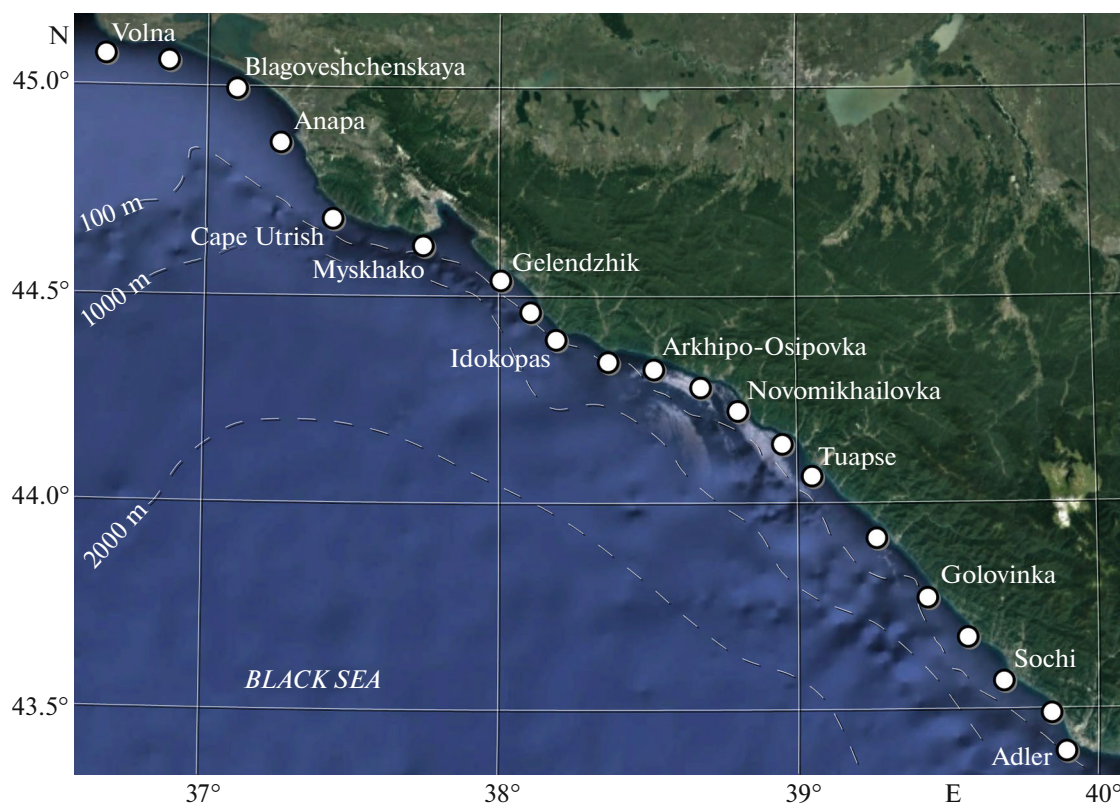 N
Volna
45.0°
Blagoveshchenskaya
Anapa
100 m
Cape Utrish
Myskhako
Gelendzhik
1000 m
44.5°
Idokopas
Arkhipo-Osipovka
Novomikhailovka
Tuapse
44.0°
2000 m
Golovinka
Sochi
BLACK SEA
43.5°
Adler
37°
38°
39°
E
40°